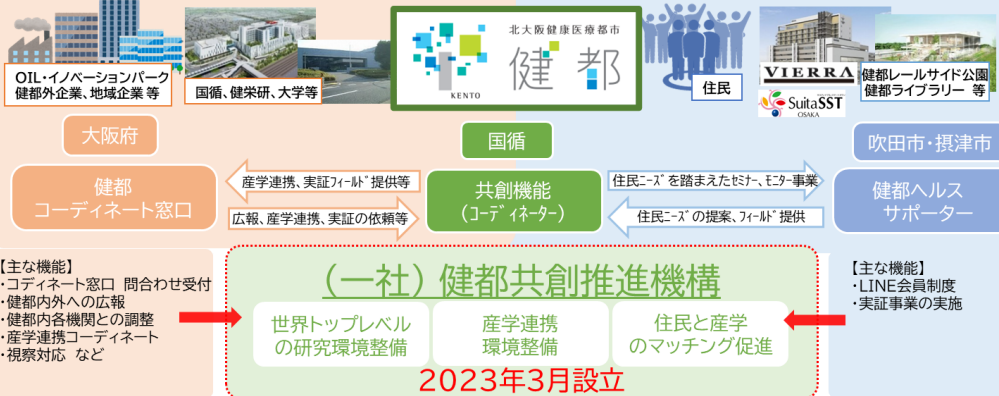 OIL・イノベーションパーク
健都外企業、地域企業 等
国循、健栄研、大学等
北大阪健康医療都市
健都
KENTO
住民
VIERRA
SuitaSST
OSAKA
健都レールサイド公園
健都ライブラリー 等
大阪府
国循
吹田市・摂津市
健都
コーディネート窓口
産学連携、実証フィールド提供等
広報、産学連携、実証の依頼等
共創機能
（コーディネーター）
住民ニーズを踏まえたセミナー、モニター事業
住民ニーズの提案、フィールド提供
健都ヘルス
サポーター
【主な機能】
・コディネート窓口 問合わせ受付
・健都内外への広報
・健都内各機関との調整
・産学連携コーディネート
・視察対応 など
（一社）健都共創推進機構
世界トップレベル
の研究環境整備
産学連携
環境整備
住民と産学
のマッチング促進
2023年3月設立
【主な機能】
・LINE会員制度
・実証事業の実施